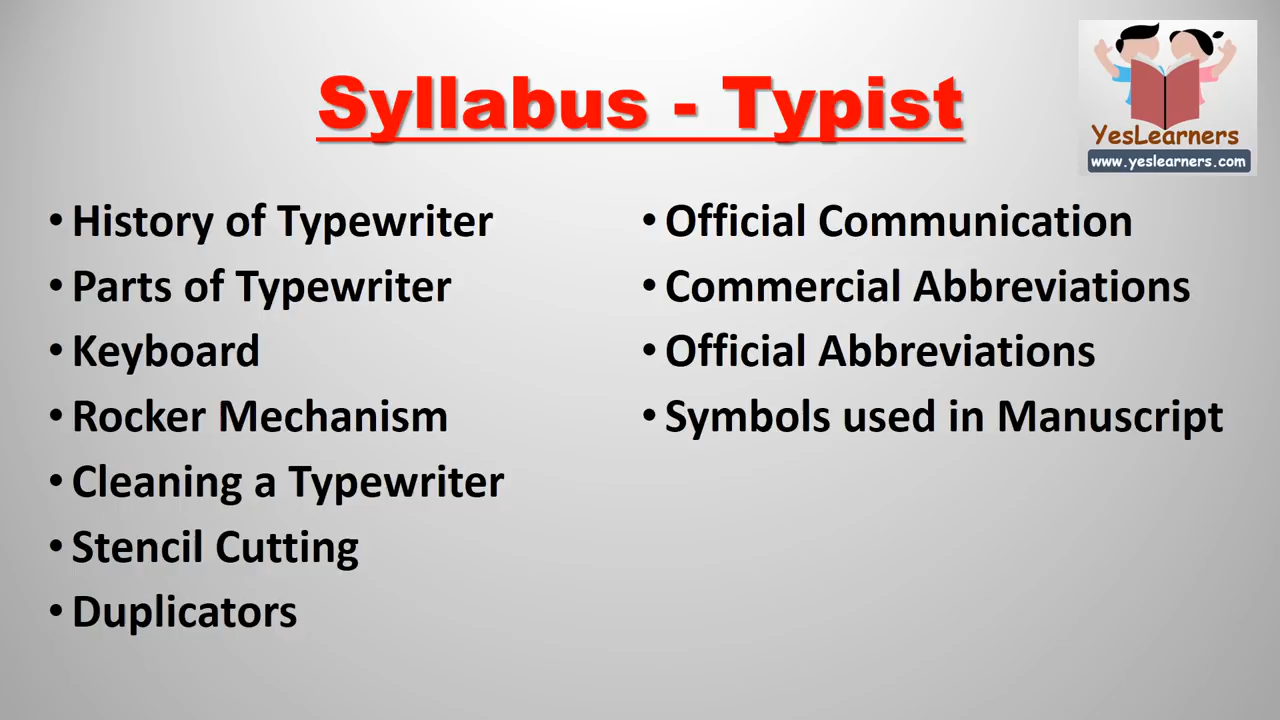 Syllabus - Typist
YesLearners
www.yeslearners.com
• History of Typewriter
• Parts of Typewriter
• Keyboard
• Rocker Mechanism
• Cleaning a Typewriter
• Stencil Cutting
• Duplicators
• Official Communication
• Commercial Abbreviations
• Official Abbreviations
• Symbols used in Manuscript